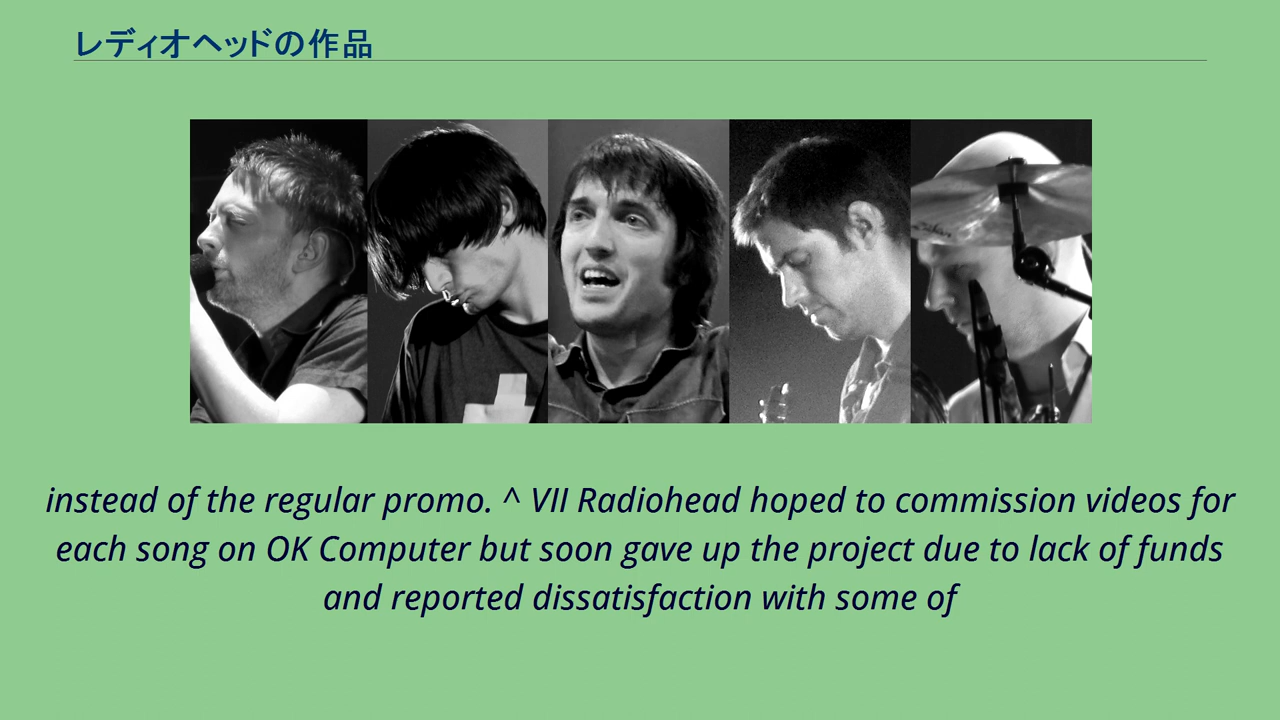 レディオヘッドの作品
instead of the regular promo. ^ VII Radiohead hoped to commission videos for
each song on OK Computer but soon gave up the project due to lack of funds
and reported dissatisfaction with some of